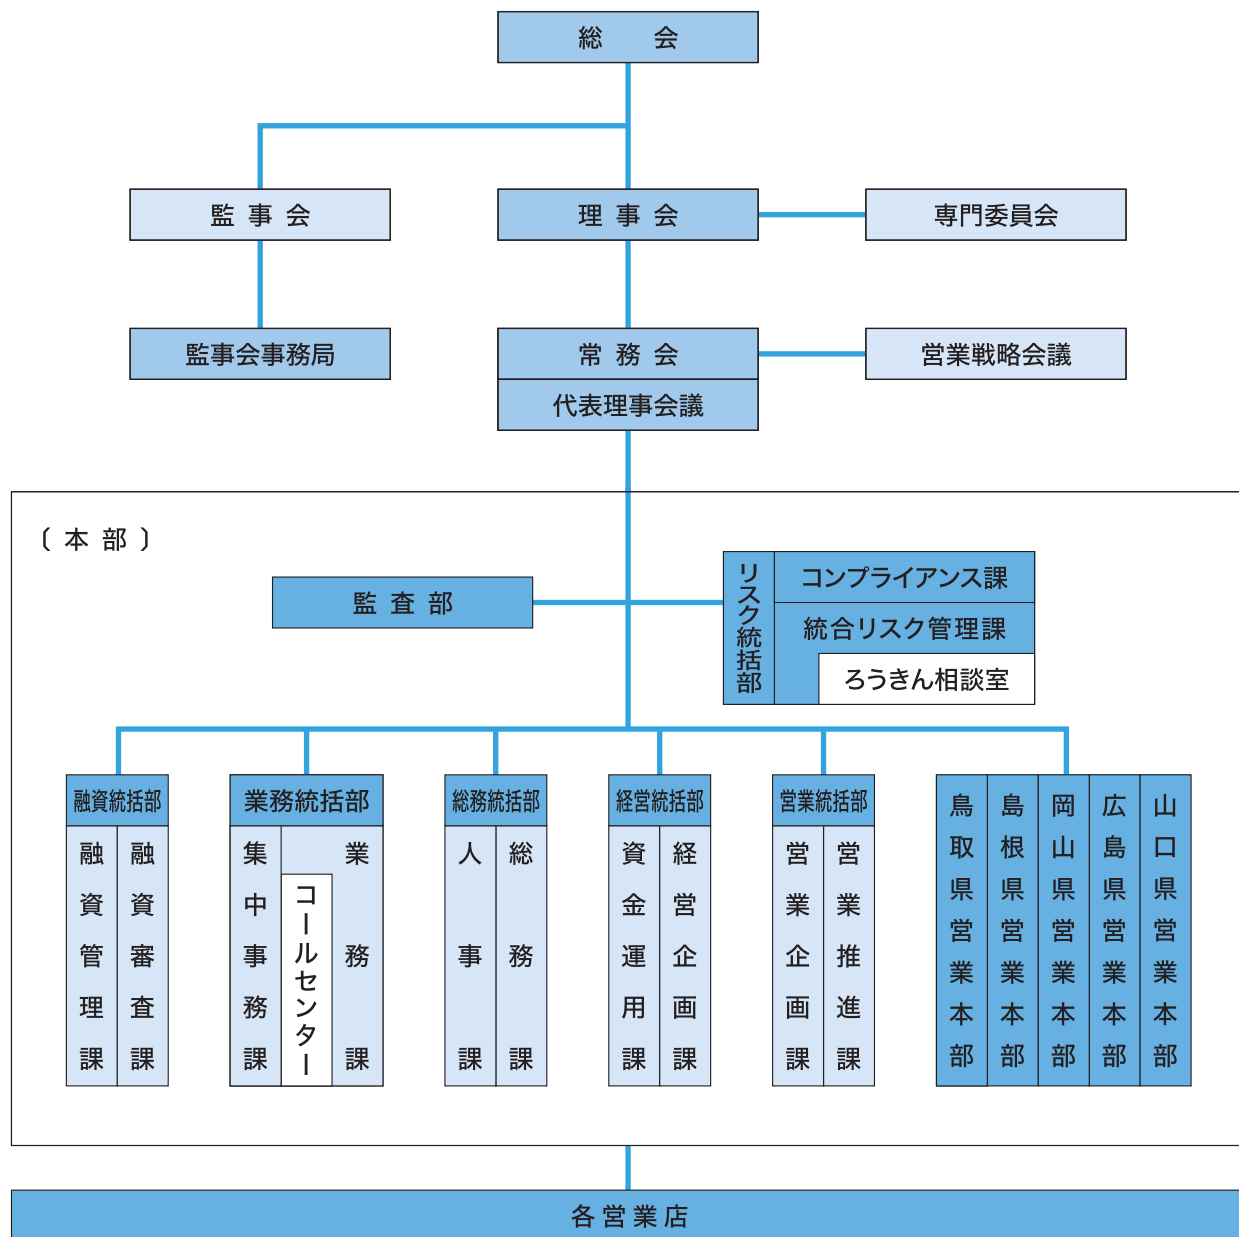 総会
監事会
理事会
専門委員会
監事会事務局
常務会
営業戦略会議
代表理事会議
〔本部〕
監査部
リスク統括部
コンプライアンス課
統合リスク管理課
ろうきん相談室
融資統括部
融資管理課
融資審査課
業務統括部
集中事務課
コールセンター
業務課
総務統括部
人事課
総務課
経営統括部
資金運用課
経営企画課
営業統括部
営業企画課
営業推進課
鳥取県営業本部
島根県営業本部
岡山県営業本部
広島県営業本部
山口県営業本部
各営業店